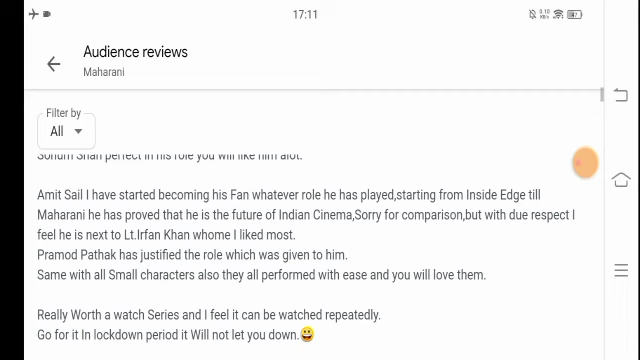 17:11
Audience reviews
Maharani
Filter by
All
Sohum Shah perfect in his role you will like him alot.
Amit Sail I have started becoming his Fan whatever role he has played,starting from Inside Edge till
Maharani he has proved that he is the future of Indian Cinema,Sorry for comparison,but with due respect I
feel he is next to Lt.Irfan Khan whome I liked most.
Pramod Pathak has justified the role which was given to him.
Same with all Small characters also they all performed with ease and you will love them.
Really Worth a watch Series and I feel it can be watched repeatedly.
Go for it In lockdown period it Will not let you down.😀